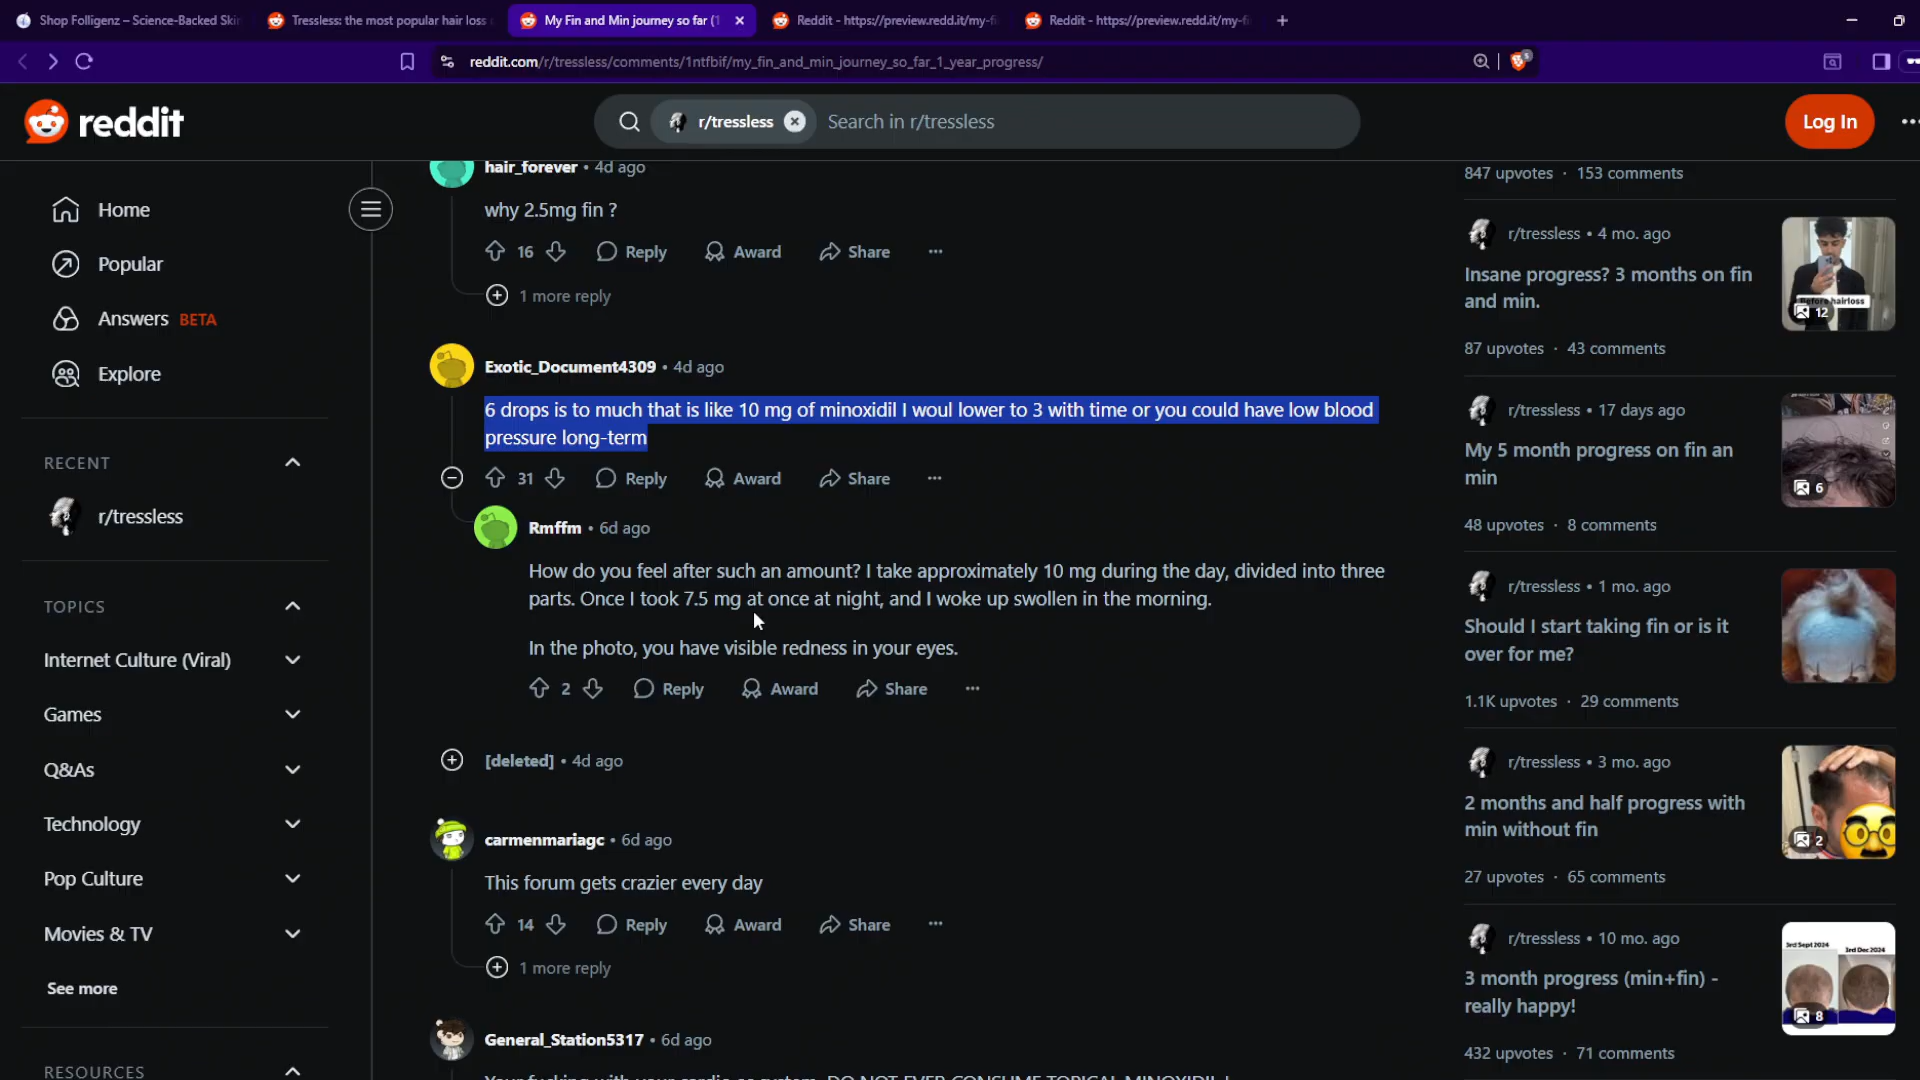 Shop Folligenz – Science-Backed Ski
Tressless: the most popular hair loss
My Fin and Min journey so far (1
Reddit - https://preview.redd.it/my-fi
Reddit - https://preview.redd.it/my-fi
reddit.com/r/tressless/comments/1ntfbif/my_fin_and_min_journey_so_far_1_year_progress/
reddit
r/tressless
Search in r/tressless
Log In
Home
Popular
Answers BETA
Explore
RECENT
r/tressless
TOPICS
Internet Culture (Viral)
Games
Q&As
Technology
Pop Culture
Movies & TV
See more
RESOURCES
hair_forever • 4d ago
why 2.5mg fin ?
16 Reply Award Share
1 more reply
Exotic_Document4309 • 4d ago
6 drops is to much that is like 10 mg of minoxidil I woul lower to 3 with time or you could have low blood
pressure long-term
31 Reply Award Share
Rmffm • 6d ago
How do you feel after such an amount? I take approximately 10 mg during the day, divided into three
parts. Once I took 7.5 mg at once at night, and I woke up swollen in the morning.
In the photo, you have visible redness in your eyes.
2 Reply Award Share
[deleted] • 4d ago
carmenmariagc • 6d ago
This forum gets crazier every day
14 Reply Award Share
1 more reply
General_Station5317 • 6d ago
847 upvotes · 153 comments
r/tressless • 4 mo. ago
Insane progress? 3 months on fin
and min.
Before hairloss
12
87 upvotes · 43 comments
r/tressless • 17 days ago
My 5 month progress on fin an
min
6
48 upvotes · 8 comments
r/tressless • 1 mo. ago
Should I start taking fin or is it
over for me?
1.1K upvotes · 29 comments
r/tressless • 3 mo. ago
2 months and half progress with
min without fin
2
27 upvotes · 65 comments
r/tressless • 10 mo. ago
3 month progress (min+fin) -
really happy!
3rd Sept 2024
3rd Dec 2024
8
432 upvotes · 71 comments